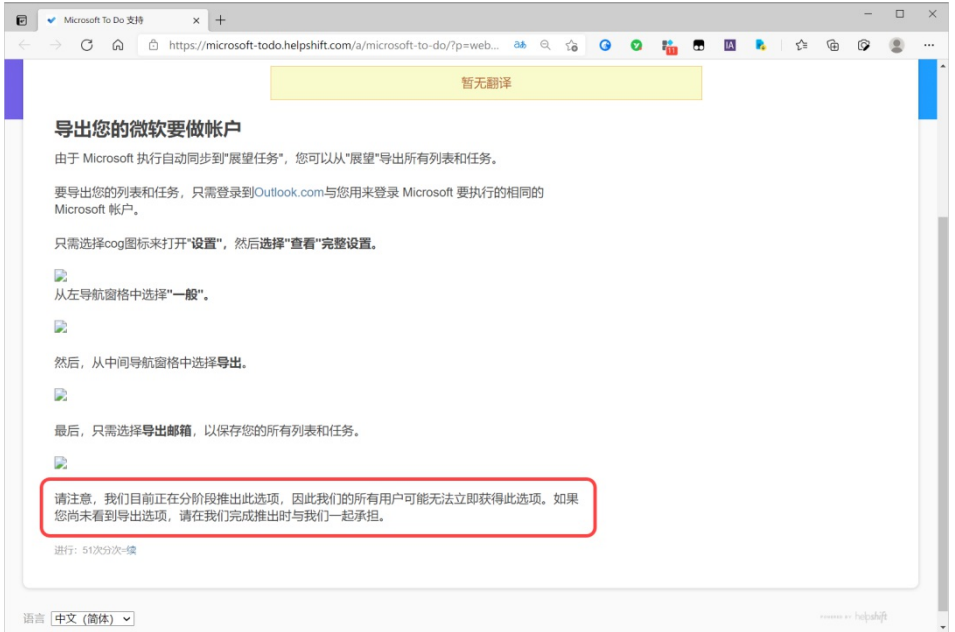 Microsoft To Do 支持
https://microsoft-todo.helpshift.com/a/microsoft-to-do/?p=web...
暂无翻译
导出您的微软要做帐户
由于 Microsoft 执行自动同步到"展望任务"，您可以从"展望"导出所有列表和任务。
要导出您的列表和任务，只需登录到Outlook.com与您用来登录 Microsoft 要执行的相同的
Microsoft 帐户。
只需选择cog图标来打开"设置"，然后选择"查看"完整设置。
从左导航窗格中选择"一般"。
然后，从中间导航窗格中选择导出。
最后，只需选择导出邮箱，以保存您的所有列表和任务。
请注意，我们目前正在分阶段推出此选项，因此我们的所有用户可能无法立即获得此选项。如果
您尚未看到导出选项，请在我们完成推出时与我们一起承担。
进行：51次分次=续
语言 中文（简体）
POWERED BY helpshift